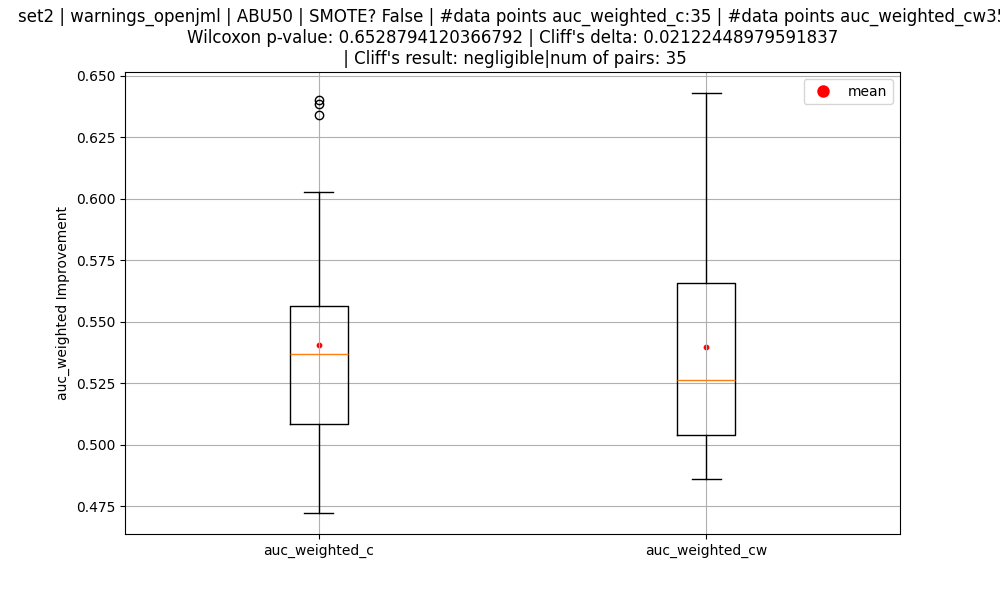 set2 | warnings_openjml | ABU50 | SMOTE? False | #data points auc_weighted_c:35 | #data points auc_weighted_cw35
Wilcoxon p-value: 0.6528794120366792 | Cliff's delta: 0.02122448979591837
| Cliff's result: negligible|num of pairs: 35
mean
0.650
0.625
0.600
0.575
0.550
0.525
0.500
0.475
auc_weighted Improvement
auc_weighted_c
auc_weighted_cw